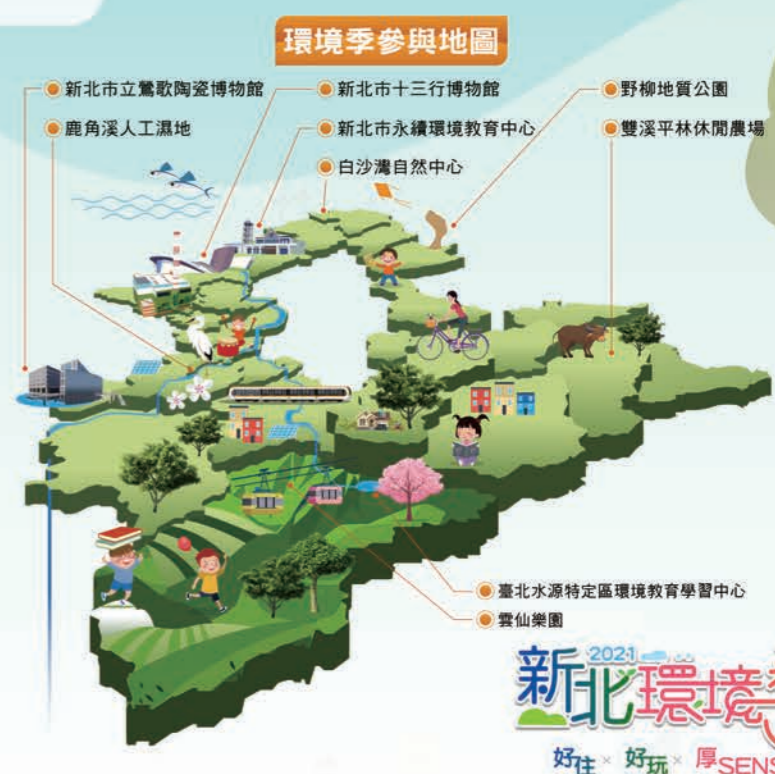 環境季參與地圖
新北市立鶯歌陶瓷博物館
新北市十三行博物館
野柳地質公園
鹿角溪人工濕地
新北市永續環境教育中心
雙溪平林休閒農場
白沙灣自然中心
臺北水源特定區環境教育學習中心
雲仙樂園
2021
新北環境
好住 × 好玩 × 厚SENS